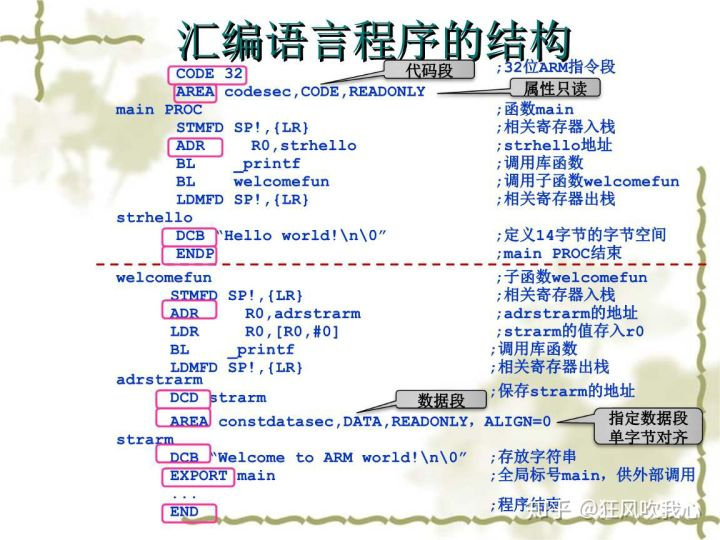 汇编语言程序的结构
CODE 32 ;32位ARM指令段
代码段
AREA codesec,CODE,READONLY
属性只读
main PROC ;函数main
STMFD SP!,{LR} ;相关寄存器入栈
ADR R0,strhello ;strhello地址
BL _printf ;调用库函数
BL welcomefun ;调用子函数welcomefun
LDMFD SP!,{LR} ;相关寄存器出栈
strhello
DCB “Hello world!\n\0” ;定义14字节的字节空间
ENDP ;main PROC结束
welcomefun ;子函数welcomefun
STMFD SP!,{LR} ;相关寄存器入栈
ADR R0,adrstrarm ;adrstrarm的地址
LDR R0,[R0,#0] ;strarm的值存入r0
BL _printf ;调用库函数
LDMFD SP!,{LR} ;相关寄存器出栈
adrstrarm
DCD strarm ;保存strarm的地址
数据段
AREA constdatasec,DATA,READONLY，ALIGN=0
指定数据段
单字节对齐
strarm
DCB “Welcome to ARM world!\n\0” ;存放字符串
EXPORT main ;全局标号main，供外部调用
...
END ;程序结束
知乎 @狂风吹我心